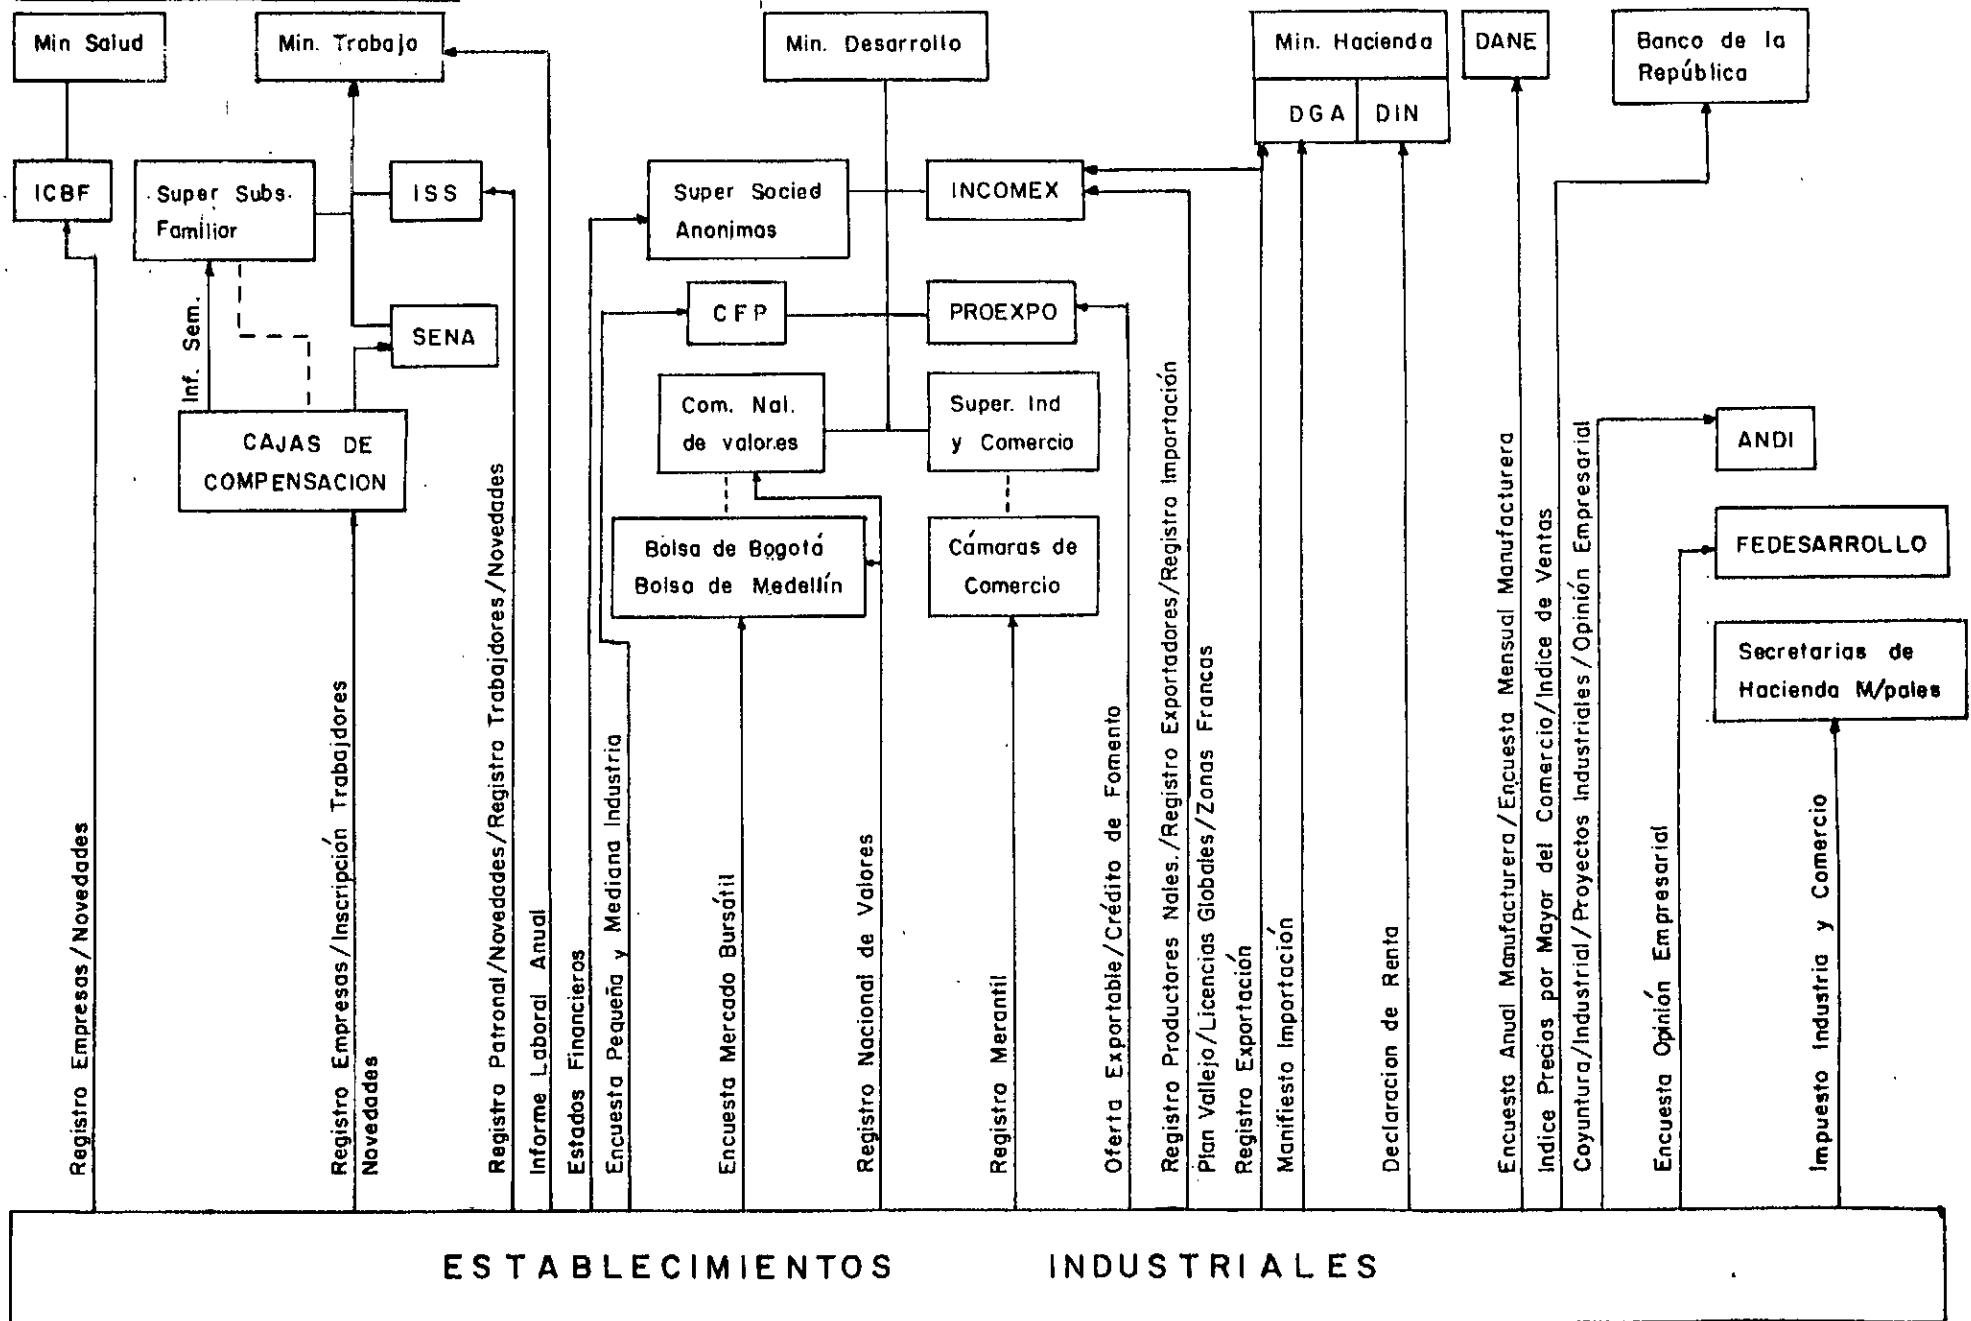 Min Salud
Min. Trabajo
Min. Desarrollo
Min. Hacienda
DGA
DIN
DANE
Banco de la
República
ICBF
Super Subs.
Familiar
ISS
Super Socied
Anonimas
INCOMEX
Inf. Sem.
SENA
CFP
PROEXPO
CAJAS DE
COMPENSACION
Com. Nal.
de valores
Super. Ind
y Comercio
ANDI
Bolsa de Bogotá
Bolsa de Medellín
Cámaras de
Comercio
FEDESARROLLO
Secretarias de
Hacienda M/pales
Registro Empresas/Novedades
Registro Empresas/Inscripción Trabajdores
Novedades
Registro Patronal/Novedades/Registro Trabajdores/Novedades
Informe Laboral Anual
Estados Financieros
Encuesta Pequeña y Mediana Industria
Encuesta Mercado Bursátil
Registro Nacional de Valores
Registro Merantil
Oferta Exportable/Crédito de Fomento
Registro Productores Nales./Registro Exportadores/Registro Importación
Plan Vallejo/Licencias Globales/Zonas Francas
Registro Exportación
Manifiesto Importación
Declaracion de Renta
Encuesta Anual Manufacturera/Encuesta Mensual Manufacturera
Indice Precios por Mayor del Comercio/Indice de Ventas
Coyuntura/Industrial/Proyectos Industriales/Opinión Empresarial
Encuesta Opinión Empresarial
Impuesto Industria y Comercio
ESTABLECIMIENTOS INDUSTRIALES